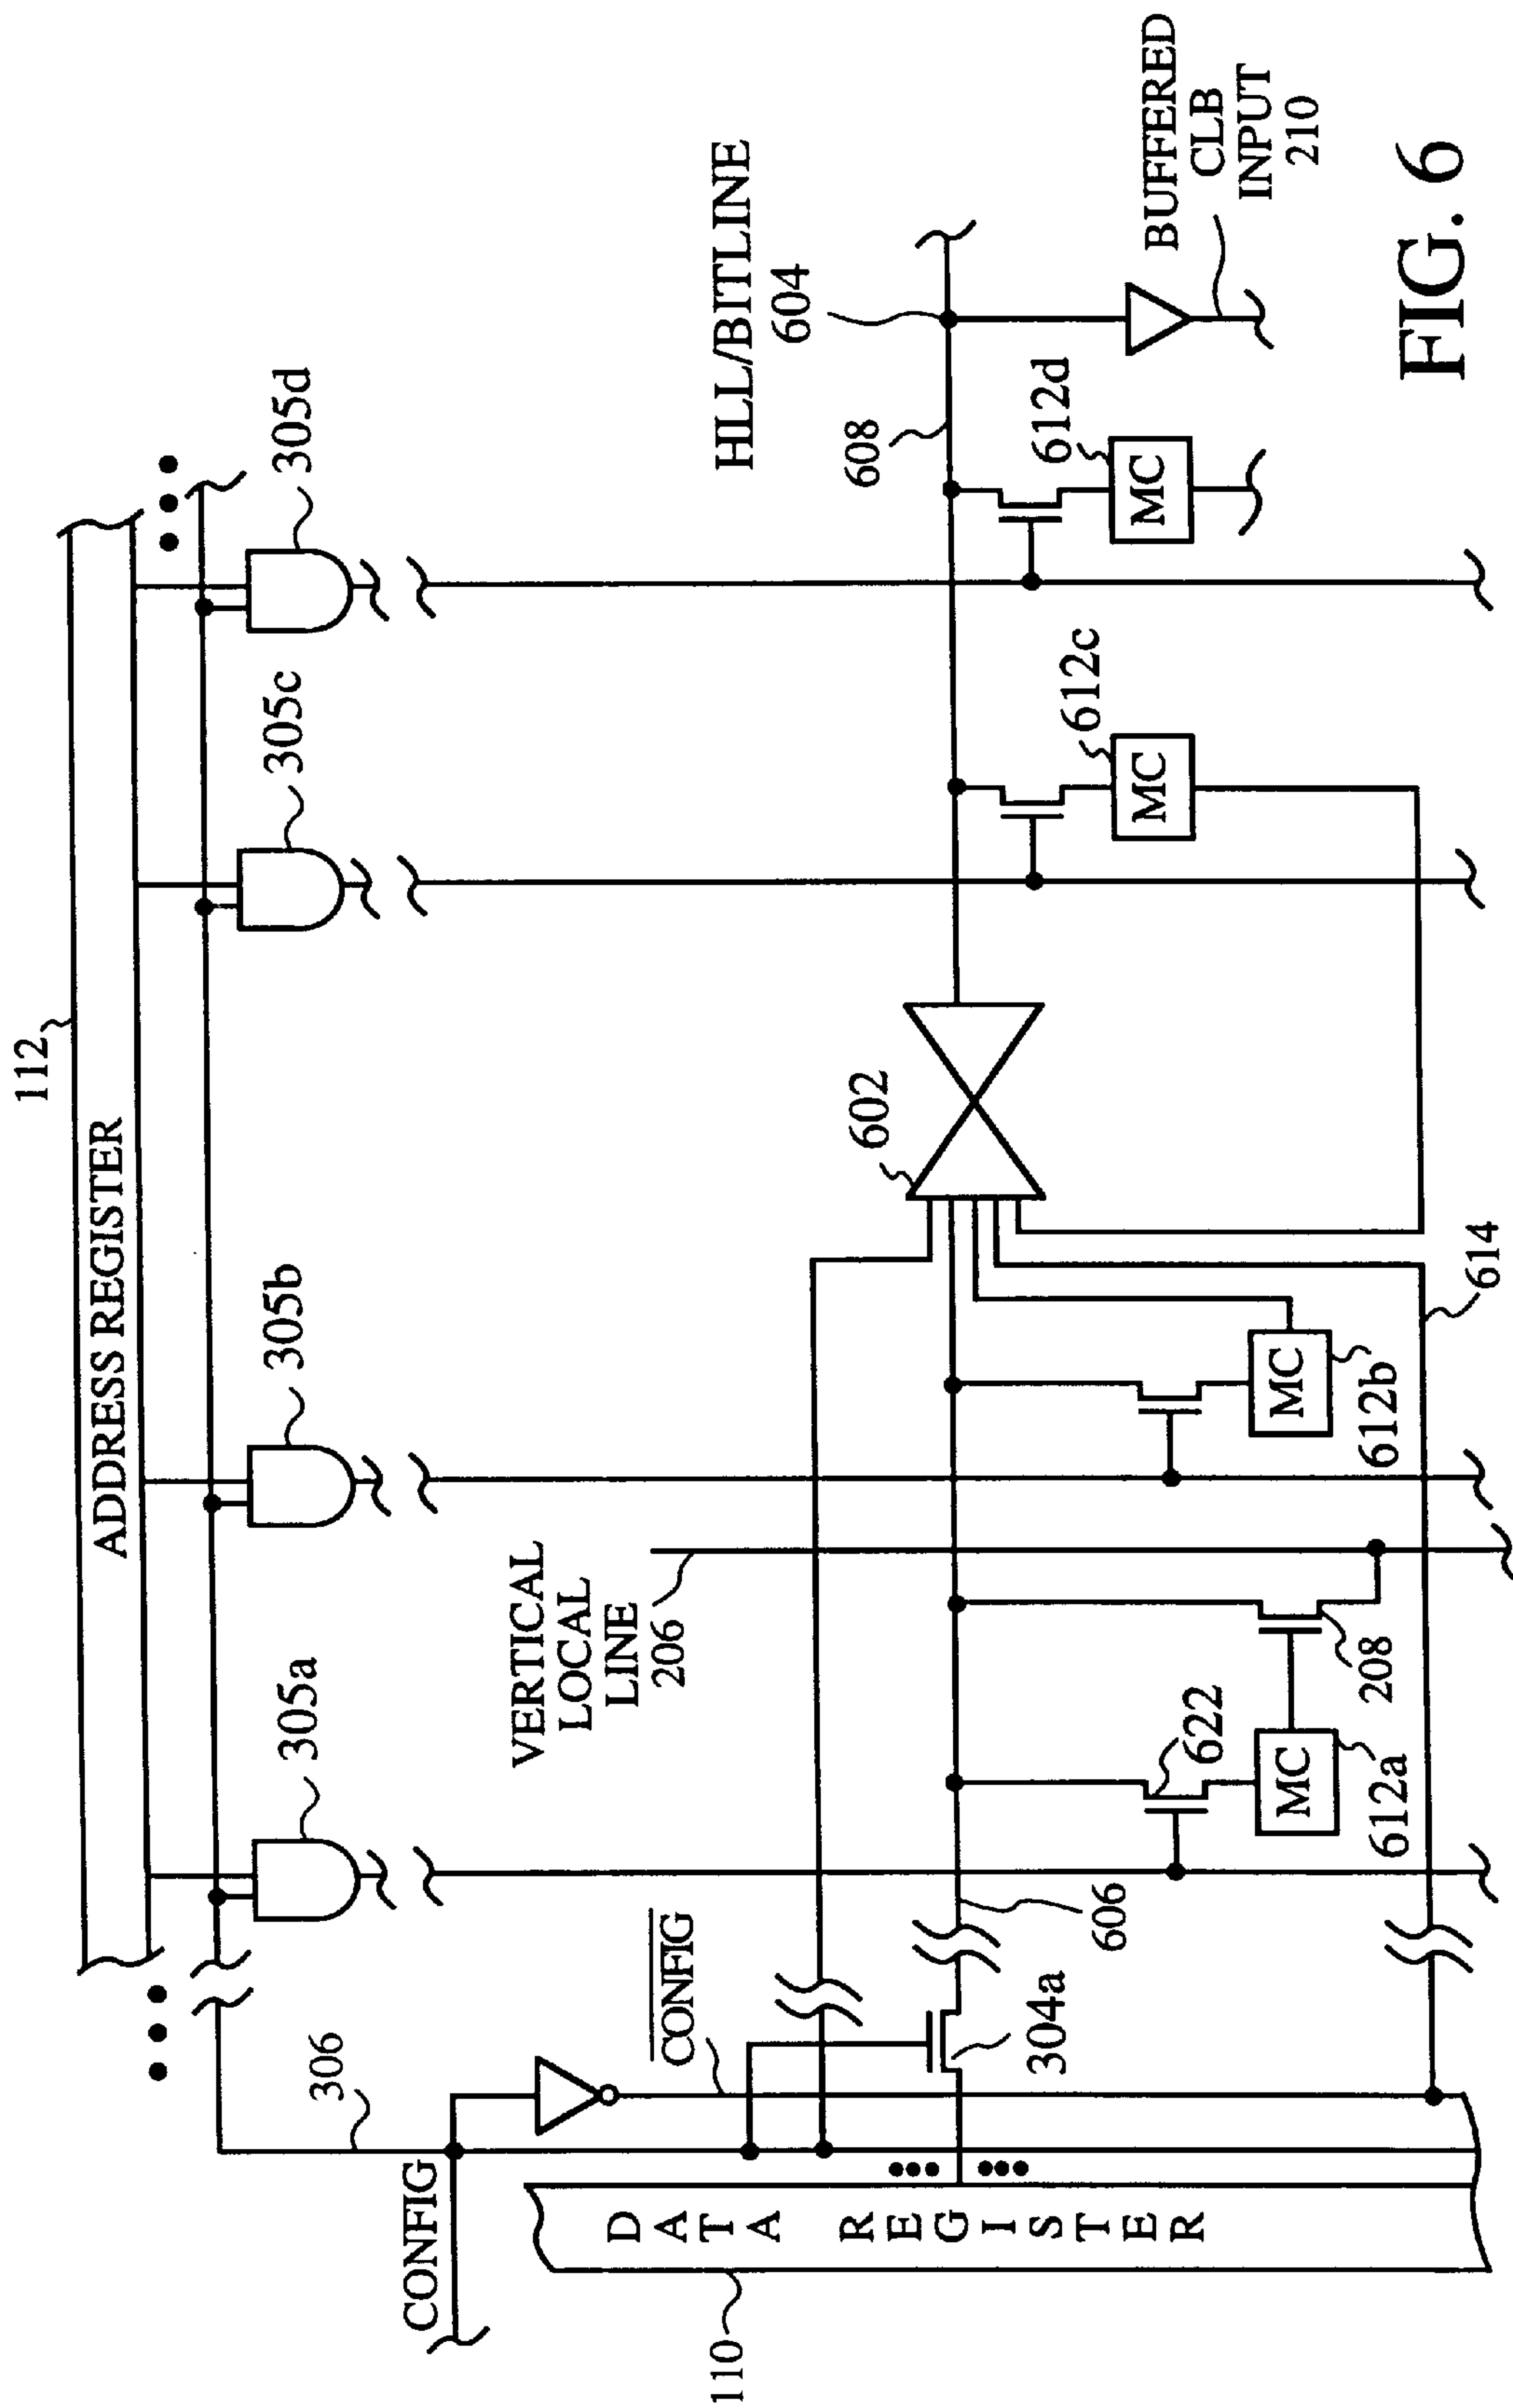 112
ADDRESS REGISTER
305a
305b
305c
305d
306
CONFIG
CONFIG
VERTICAL
LOCAL
LINE
206
HLL/BITLINE
604
602
608
304a
606
622
208
MC
612a
MC
612b
MC
612c
MC
612d
614
BUFFERED
CLB
INPUT
210
DATA REGISTER
110
FIG. 6